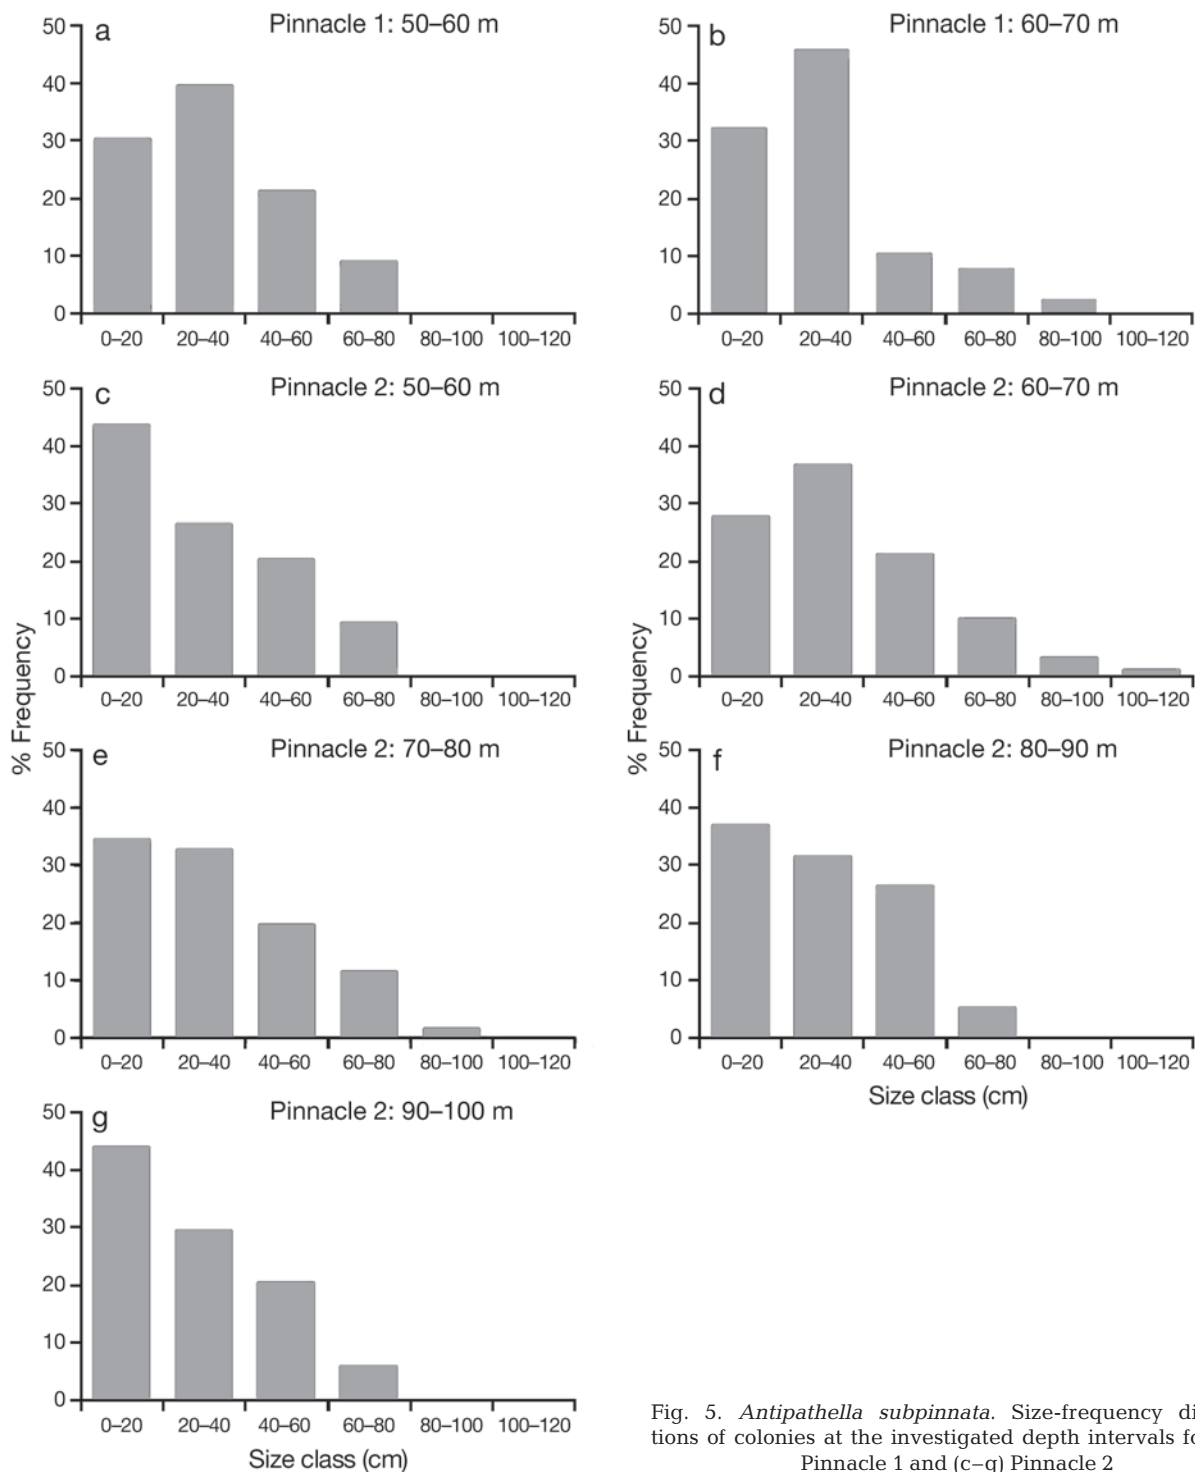 a
Pinnacle 1: 50–60 m
50
40
30
20
10
0
0–20 20–40 40–60 60–80 80–100 100–120
b
Pinnacle 1: 60–70 m
50
40
30
20
10
0
0–20 20–40 40–60 60–80 80–100 100–120
c
Pinnacle 2: 50–60 m
50
40
30
20
10
0
0–20 20–40 40–60 60–80 80–100 100–120
d
Pinnacle 2: 60–70 m
50
40
30
20
10
0
0–20 20–40 40–60 60–80 80–100 100–120
% Frequency
% Frequency
e
Pinnacle 2: 70–80 m
50
40
30
20
10
0
0–20 20–40 40–60 60–80 80–100 100–120
f
Pinnacle 2: 80–90 m
50
40
30
20
10
0
0–20 20–40 40–60 60–80 80–100 100–120
Size class (cm)
g
Pinnacle 2: 90–100 m
50
40
30
20
10
0
0–20 20–40 40–60 60–80 80–100 100–120
Size class (cm)
Fig. 5. Antipathella subpinnata. Size-frequency di
tions of colonies at the investigated depth intervals fo
Pinnacle 1 and (c–g) Pinnacle 2